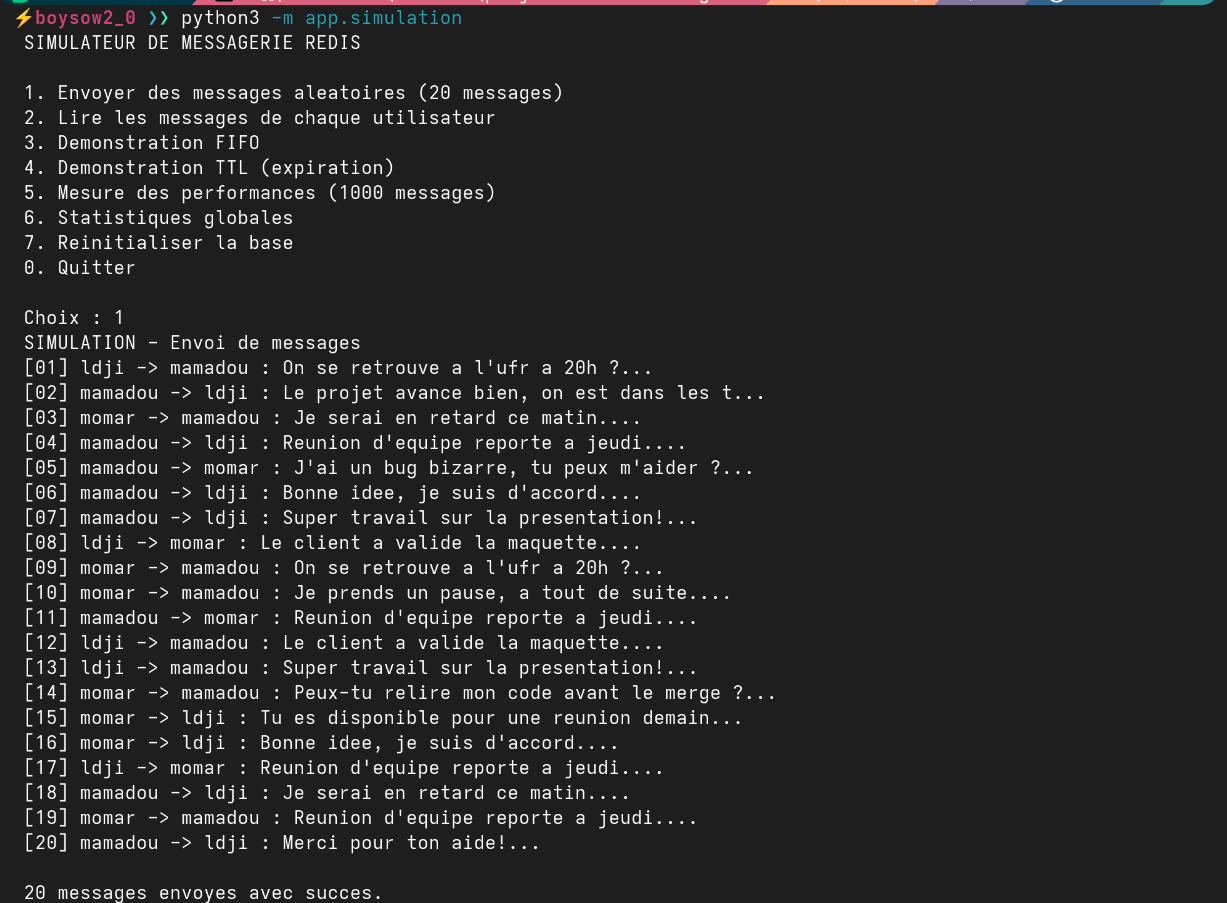 ⚡boysow2_0 ❯❯ python3 -m app.simulation
SIMULATEUR DE MESSAGERIE REDIS
1. Envoyer des messages aleatoires (20 messages)
2. Lire les messages de chaque utilisateur
3. Demonstration FIFO
4. Demonstration TTL (expiration)
5. Mesure des performances (1000 messages)
6. Statistiques globales
7. Reinitialiser la base
0. Quitter
Choix : 1
SIMULATION - Envoi de messages
[01] ldji -> mamadou : On se retrouve a l'ufr a 20h ?...
[02] mamadou -> ldji : Le projet avance bien, on est dans les t...
[03] momar -> mamadou : Je serai en retard ce matin....
[04] mamadou -> ldji : Reunion d'equipe reporte a jeudi....
[05] mamadou -> momar : J'ai un bug bizarre, tu peux m'aider ?...
[06] mamadou -> ldji : Bonne idee, je suis d'accord....
[07] mamadou -> ldji : Super travail sur la presentation!...
[08] ldji -> momar : Le client a valide la maquette....
[09] momar -> mamadou : On se retrouve a l'ufr a 20h ?...
[10] momar -> mamadou : Je prends un pause, a tout de suite....
[11] mamadou -> momar : Reunion d'equipe reporte a jeudi....
[12] ldji -> mamadou : Le client a valide la maquette....
[13] ldji -> mamadou : Super travail sur la presentation!...
[14] momar -> mamadou : Peux-tu relire mon code avant le merge ?...
[15] momar -> ldji : Tu es disponible pour une reunion demain...
[16] momar -> ldji : Bonne idee, je suis d'accord....
[17] ldji -> momar : Reunion d'equipe reporte a jeudi....
[18] mamadou -> ldji : Je serai en retard ce matin....
[19] momar -> mamadou : Reunion d'equipe reporte a jeudi....
[20] mamadou -> ldji : Merci pour ton aide!...
20 messages envoyes avec succes.